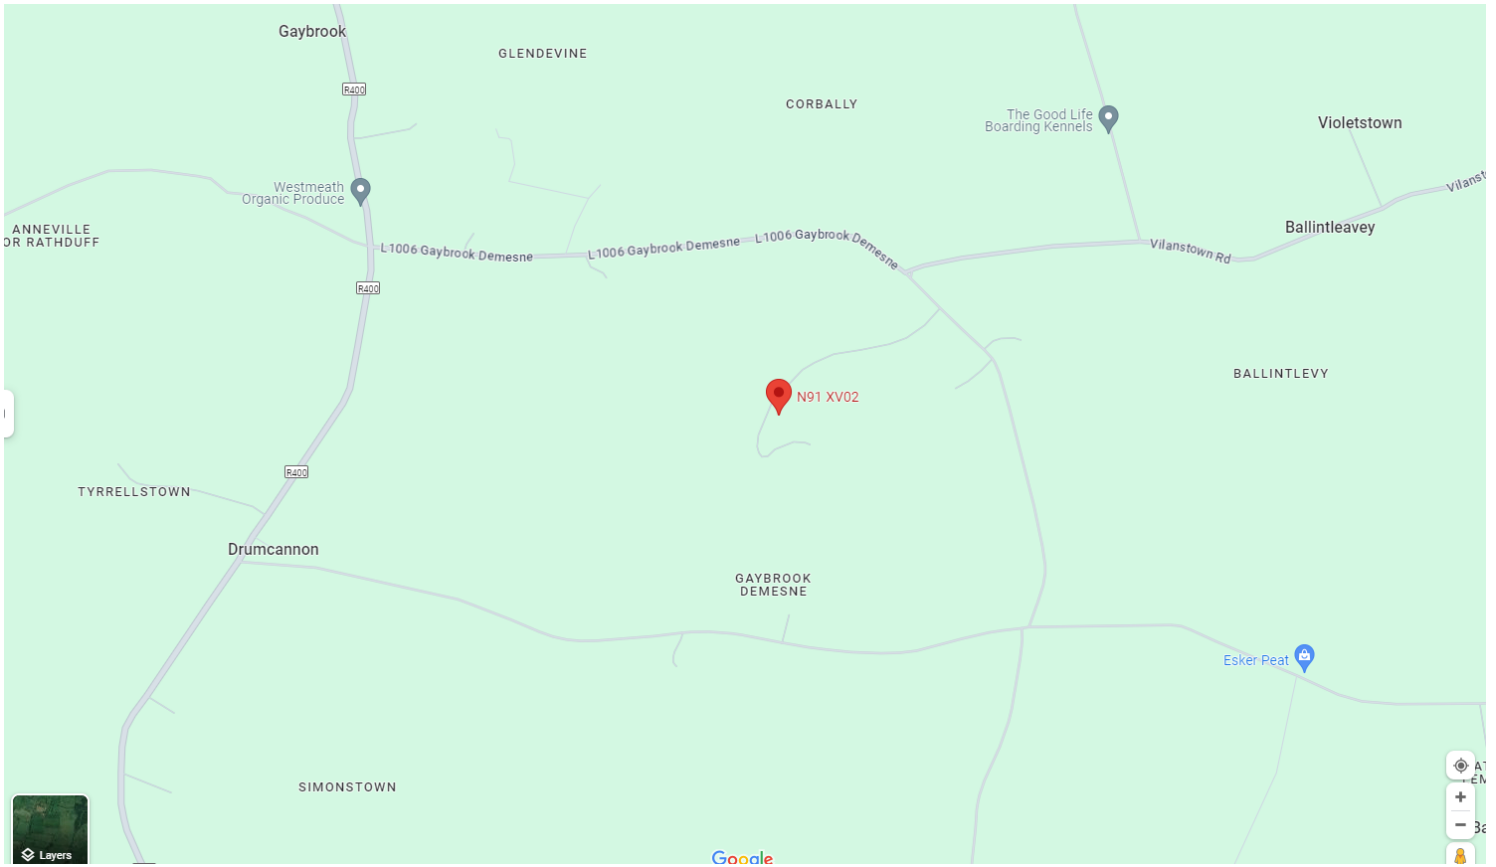 Gaybrook
GLENDEVINE
R400
CORBALLY
The Good Life
Boarding Kennels
Violetstown
Westmeath
Organic Produce
ANNEVILLE
OR RATHDUFF
L1006 Gaybrook Demesne
L1006 Gaybrook Demesne
L1006 Gaybrook Demesne
Vilanstown Rd
Ballintleavey
R400
BALLINTLEVY
N91 XV02
R400
TYRRELLSTOWN
Drumcannon
GAYBROOK
DEMESNE
Esker Peat
SIMONSTOWN
Layers
Google